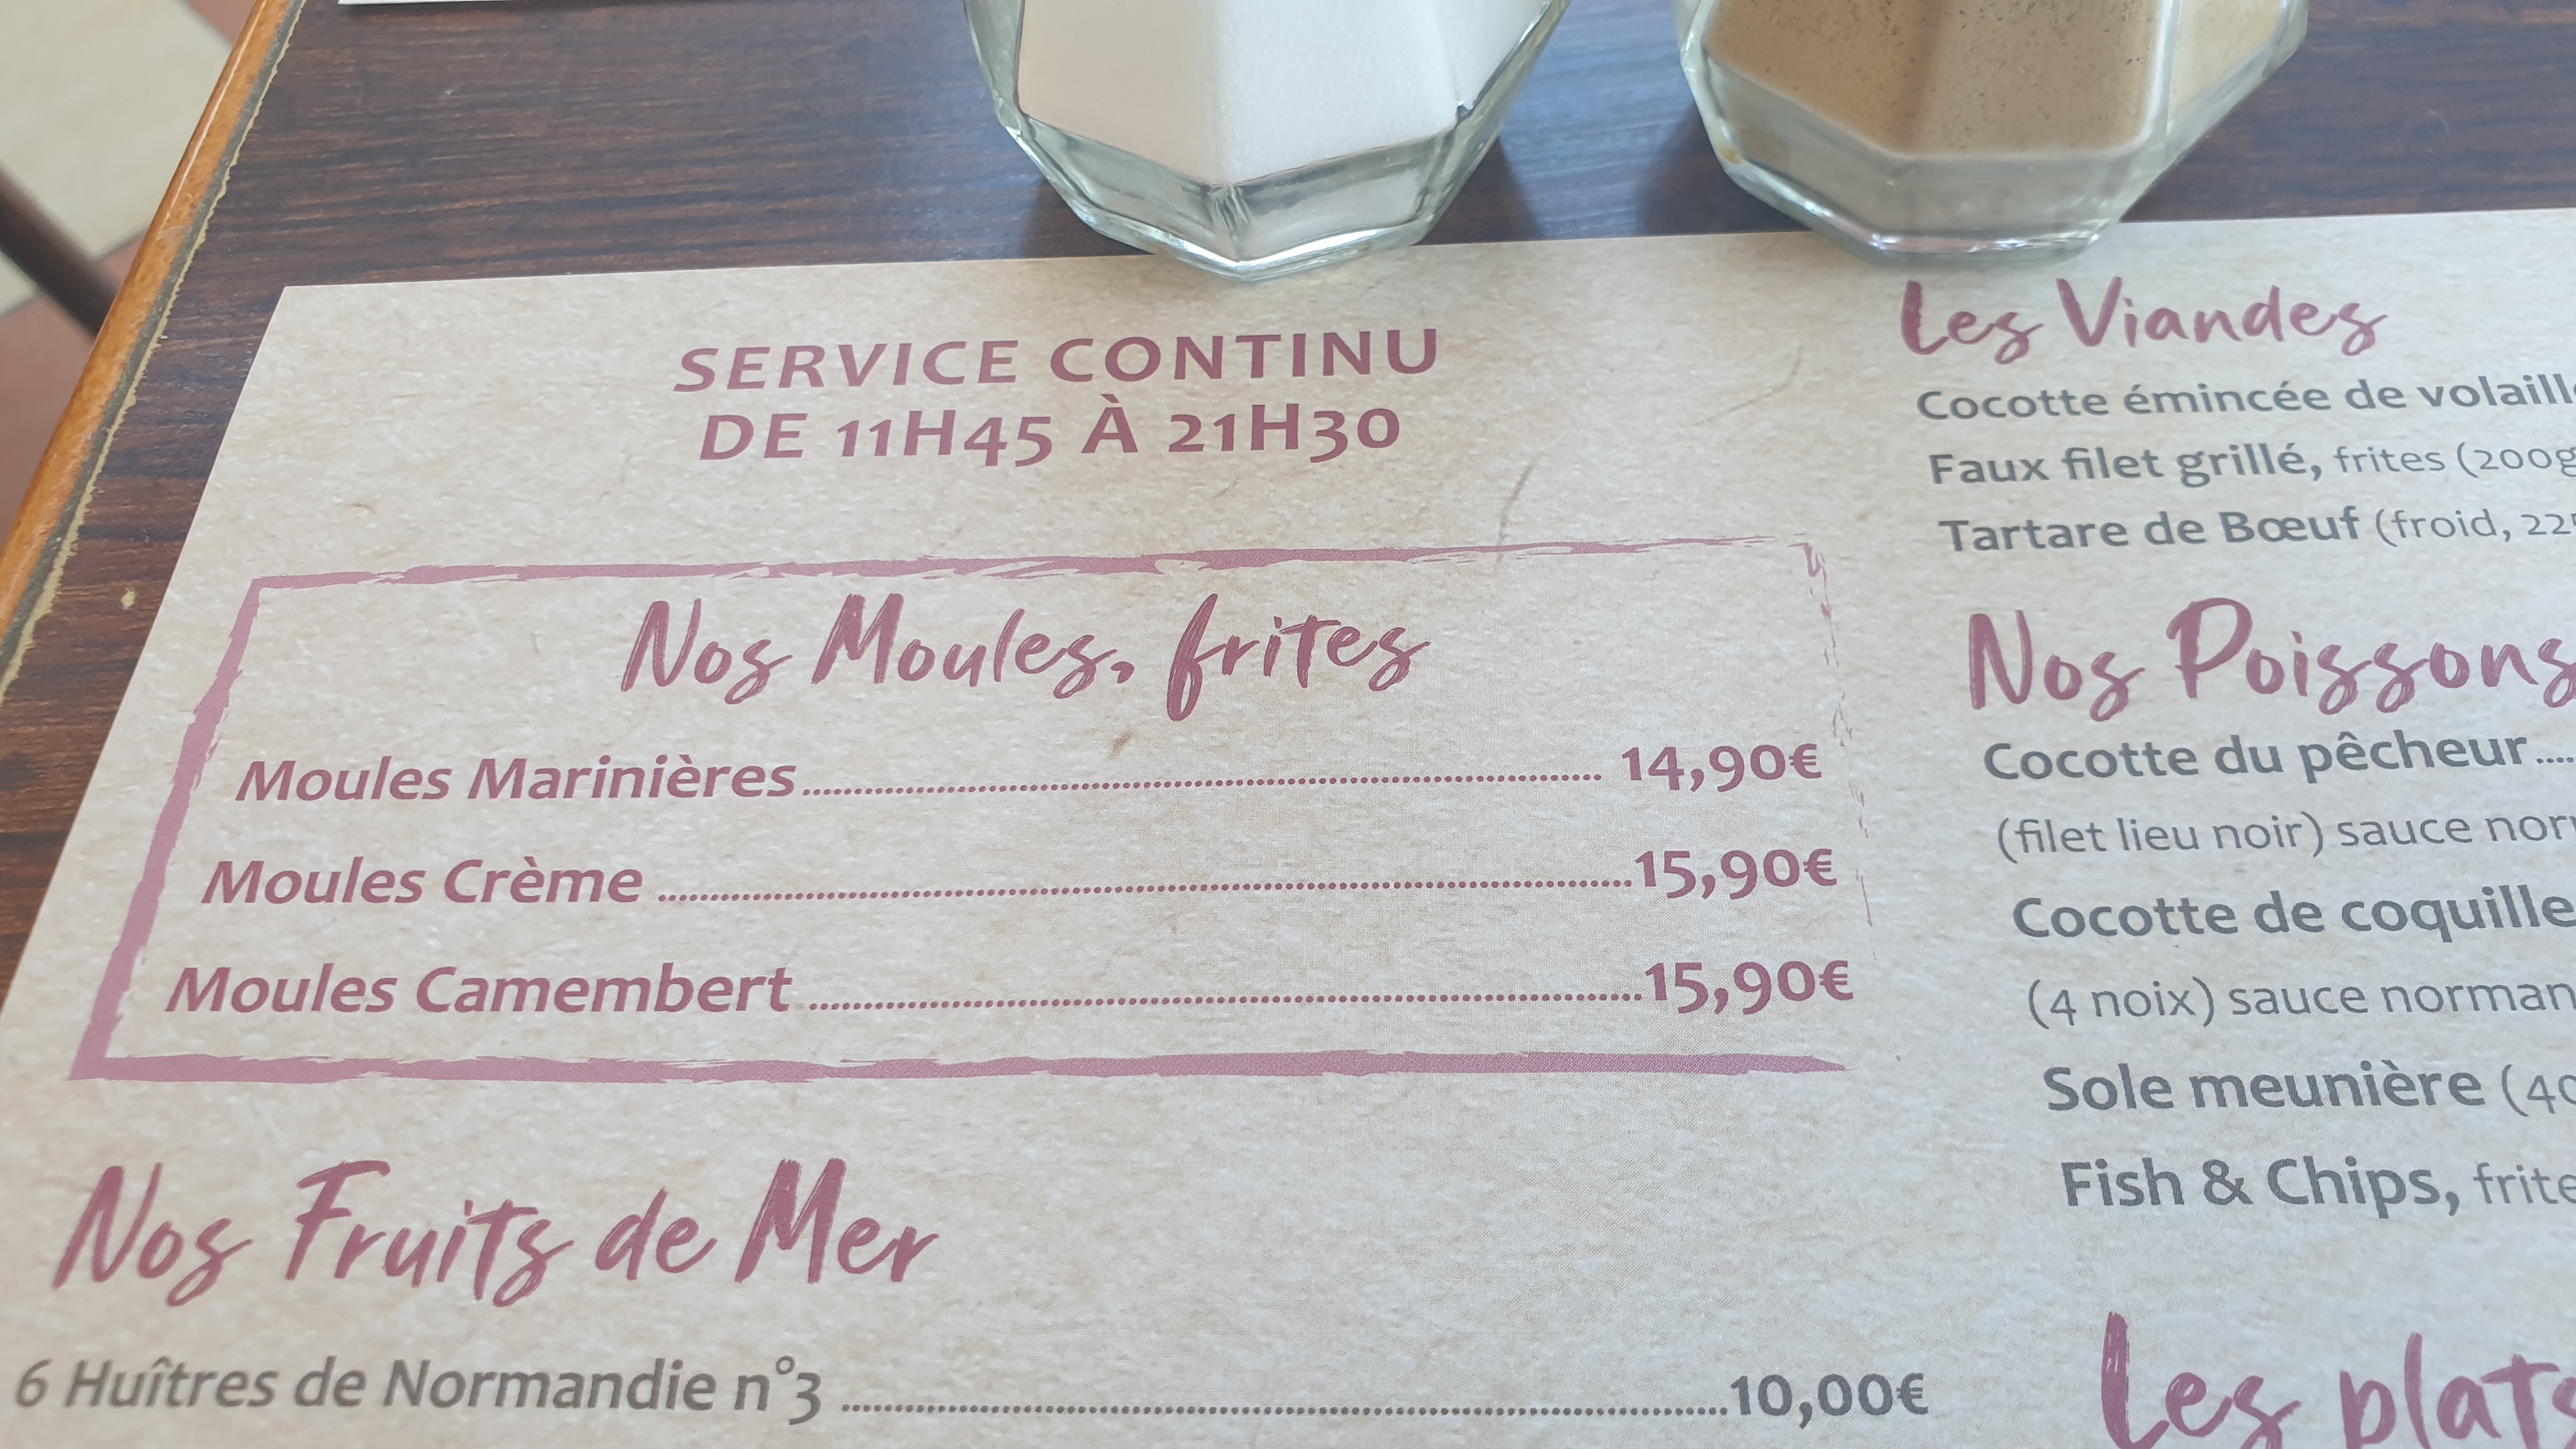 SERVICE CONTINU
DE 11H45 À 21H30
Nos Moules, frites
Moules Marinières........ 14,90€
Moules Crème ........15,90€
Moules Camembert ........15,90€
Nos Fruits de Mer
6 Huîtres de Normandie n°3 ........10,00€
Les Viandes
Cocotte émincée de
Faux filet grillé, frites (200g
Tartare de Bœuf (froid,
Nos Poissons
Cocotte du pêcheur....
(filet lieu noir) sauce
Cocotte de
(4 noix) sauce
Sole meunière
Fish & Chips,
Les plats